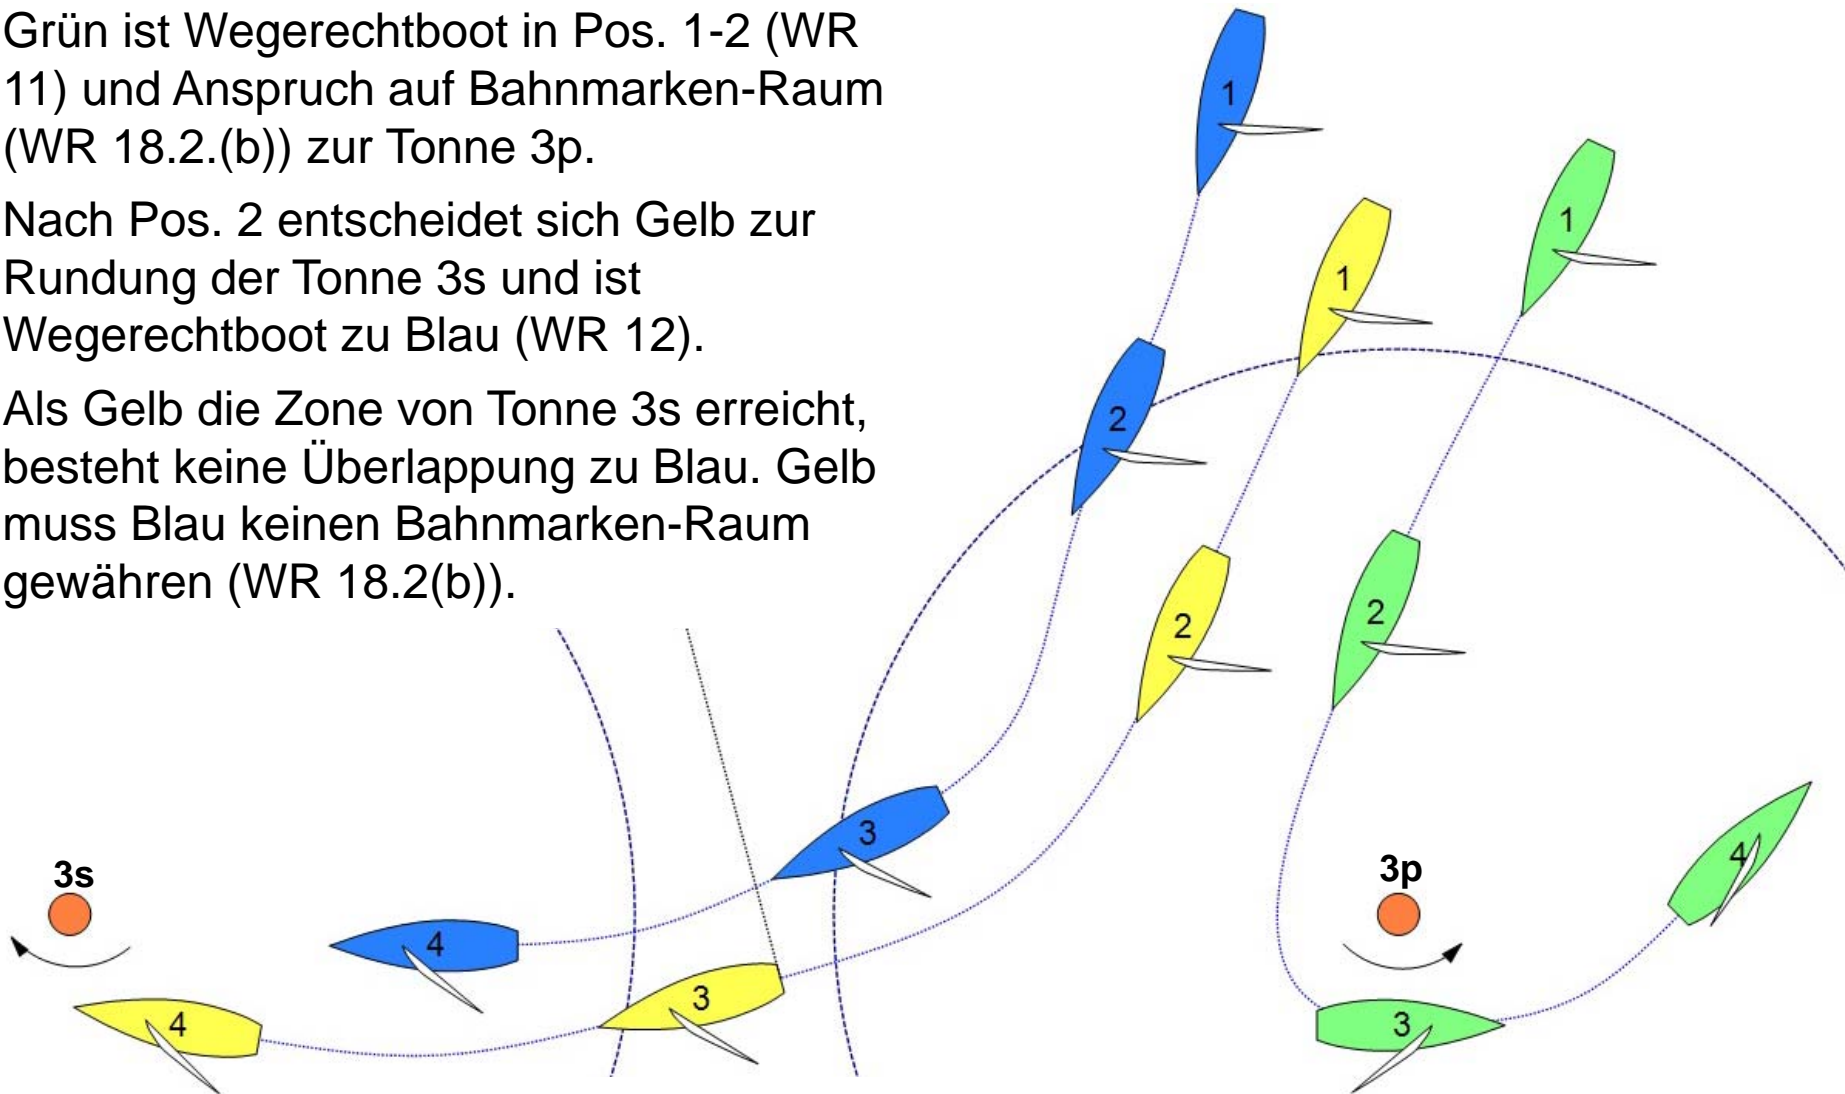 Grün ist Wegerechtboot in Pos. 1-2 (WR
11) und Anspruch auf Bahnmarken-Raum
(WR 18.2.(b)) zur Tonne 3p.
Nach Pos. 2 entscheidet sich Gelb zur
Rundung der Tonne 3s und ist
Wegerechtboot zu Blau (WR 12).
Als Gelb die Zone von Tonne 3s erreicht,
besteht keine Überlappung zu Blau. Gelb
muss Blau keinen Bahnmarken-Raum
gewähren (WR 18.2(b)).
1
1
1
2
2
2
3
3s
3p
4
4
3
4
3